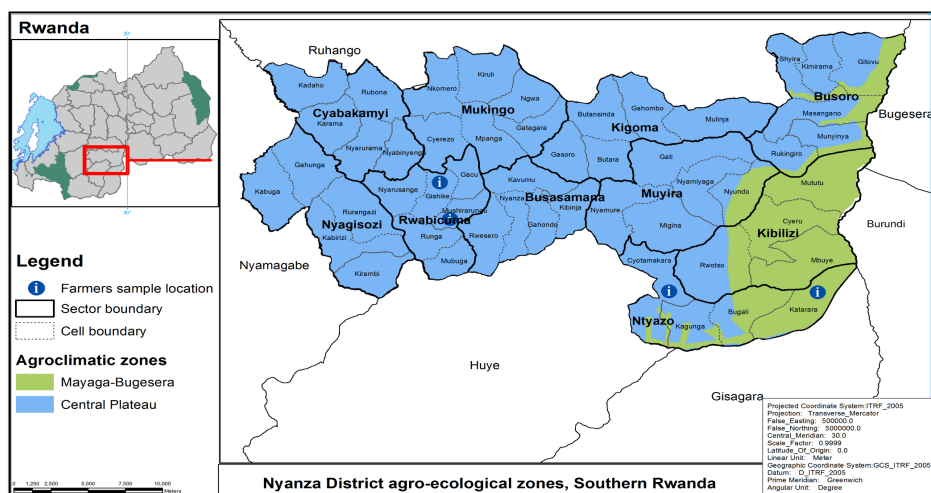 Rwanda
30°
30°
Legend
Farmers sample location
Sector boundary
Cell boundary
Agroclimatic zones
Mayaga-Bugesera
Central Plateau
0 1,250 2,500 5,000 7,500 10,000
Meters
Ruhango
Nyamagabe
Huye
Gisagara
Bugesera
Burundi
Kadaho
Rubona
Cyabakamyi
Karama
Nyarurama
Nyabinyenga
Nkomero
Kiruli
Ngwa
Mukingo
Cyerezo
Mpanga
Gatagara
Butansinda
Gahombo
Mulinja
Kigoma
Gasoro
Butara
Shyira
Kimirama
Gitovu
Busoro
Masangano
Munyinya
Rukingiro
Gahunga
Kabuga
Rurangazi
Nyagisozi
Kabirizi
Kirambi
Gacu
Nyarusange
Gishike
Mushirarungu
Rwabicuma
Runga
Mubuga
Kavumu
Nyanza
Busasamana
Kibinja
Rwesero
Gahondo
Gati
Nyamiyaga
Nyundo
Muyira
Nyamure
Migina
Mututu
Cyeru
Kibilizi
Mbuye
Cyotamakara
Rwotso
Katarara
Bugali
Ntyazo
Kagunga
Projected Coordinate System:ITRF_2005
Projection: Transverse_Mercator
False_Easting: 500000.0
False_Northing: 5000000.0
Central_Meridian: 30.0
Scale_Factor: 0.9999
Latitude_Of_Origin: 0.0
Linear Unit: Meter
Geographic Coordinate System:GCS_ITRF_2005
Datum: D_ITRF_2005
Prime Meridian: Greenwich
Angular Unit: Degree
Nyanza District agro-ecological zones, Southern Rwanda